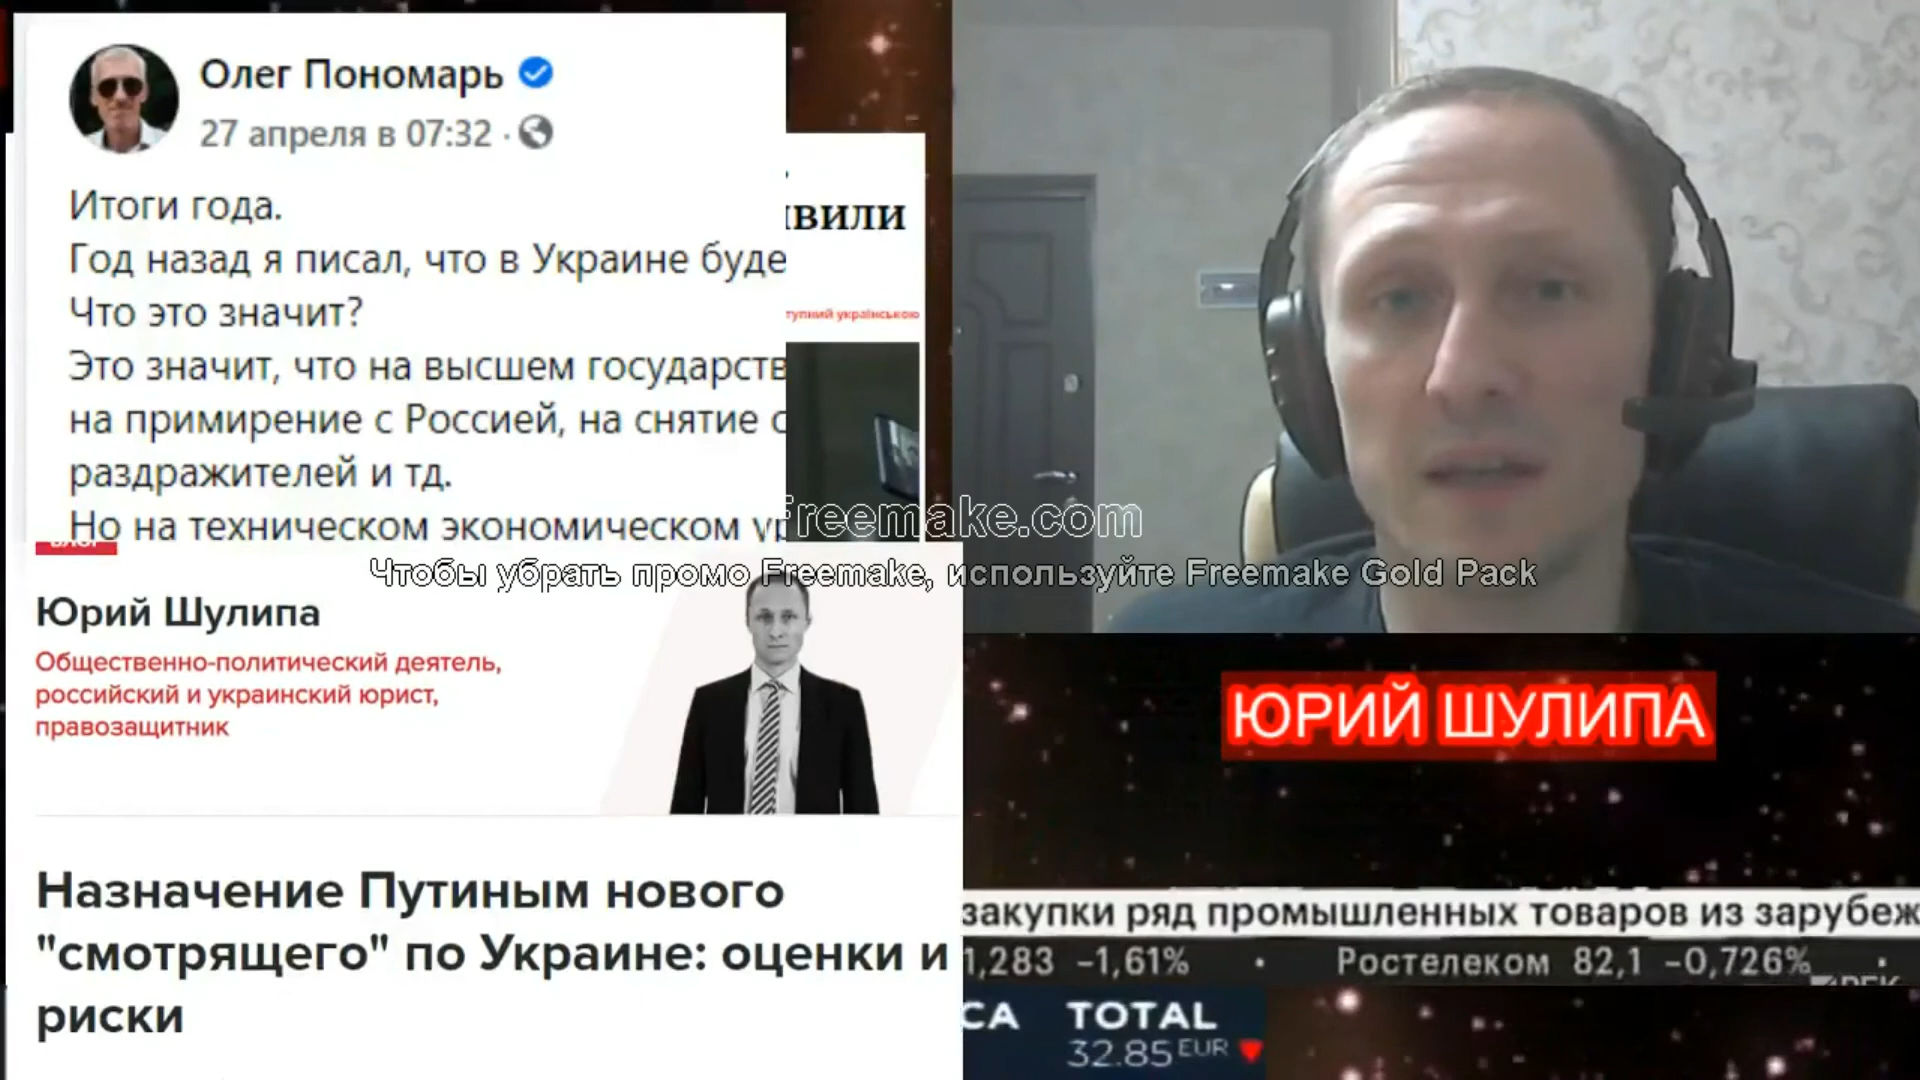 Олег Пономарь
27 апреля в 07:32 ·
Итоги года.
Год назад я писал, что в Украине буде
Что это значит?
Это значит, что на высшем государств
на примирение с Россией, на снятие с
раздражителей и тд.
Но на техническом экономическом ур
вили
тупний українською
freemake.com
Чтобы убрать промо Freemake, используйте Freemake Gold Pack
Юрий Шулипа
Общественно-политический деятель,
российский и украинский юрист,
правозащитник
Назначение Путиным нового
"смотрящего" по Украине: оценки и
риски
ЮРИЙ ШУЛИПА
закупки ряд промышленных товаров из зарубеж
1,283 -1,61% · Ростелеком 82,1 -0,726% ·
CA TOTAL
32.85 EUR